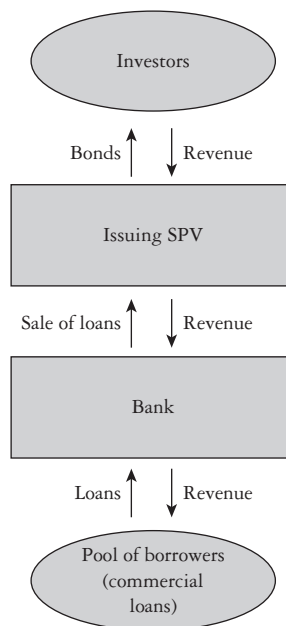 Investors
Bonds
Revenue
Issuing SPV
Sale of loans
Revenue
Bank
Loans
Revenue
Pool of borrowers
(commercial
loans)